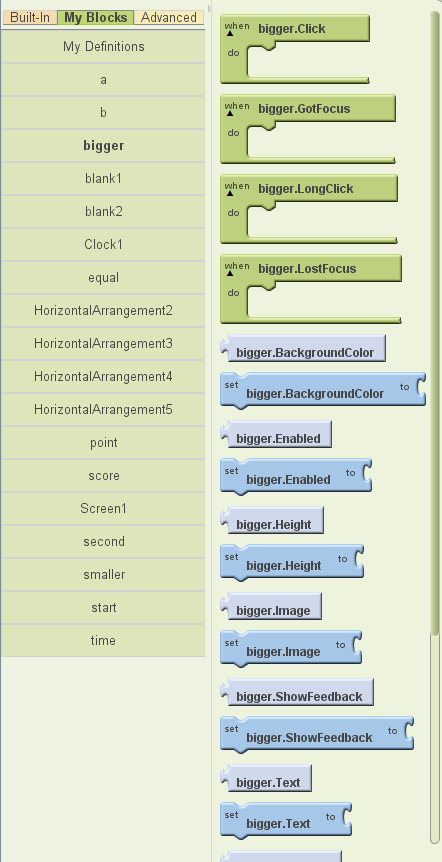 Built-In My Blocks Advanced
My Definitions
a
b
bigger
blank1
blank2
Clock1
equal
HorizontalArrangement2
HorizontalArrangement3
HorizontalArrangement4
HorizontalArrangement5
point
score
Screen1
second
smaller
start
time
when bigger.Click
do
when bigger.GotFocus
do
when bigger.LongClick
do
when bigger.LostFocus
do
bigger.BackgroundColor
set bigger.BackgroundColor to
bigger.Enabled
set bigger.Enabled to
bigger.Height
set bigger.Height to
bigger.Image
set bigger.Image to
bigger.ShowFeedback
set bigger.ShowFeedback to
bigger.Text
set bigger.Text to